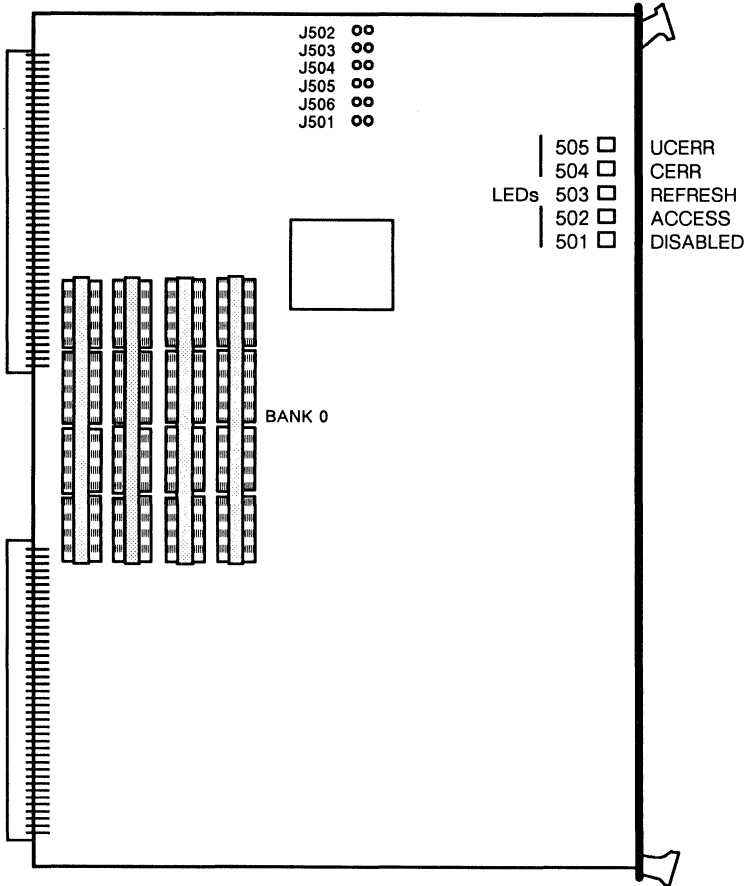 J502
J503
J504
J505
J506
J501
505 UCERR
504 CERR
LEDs 503 REFRESH
502 ACCESS
501 DISABLED
BANK 0